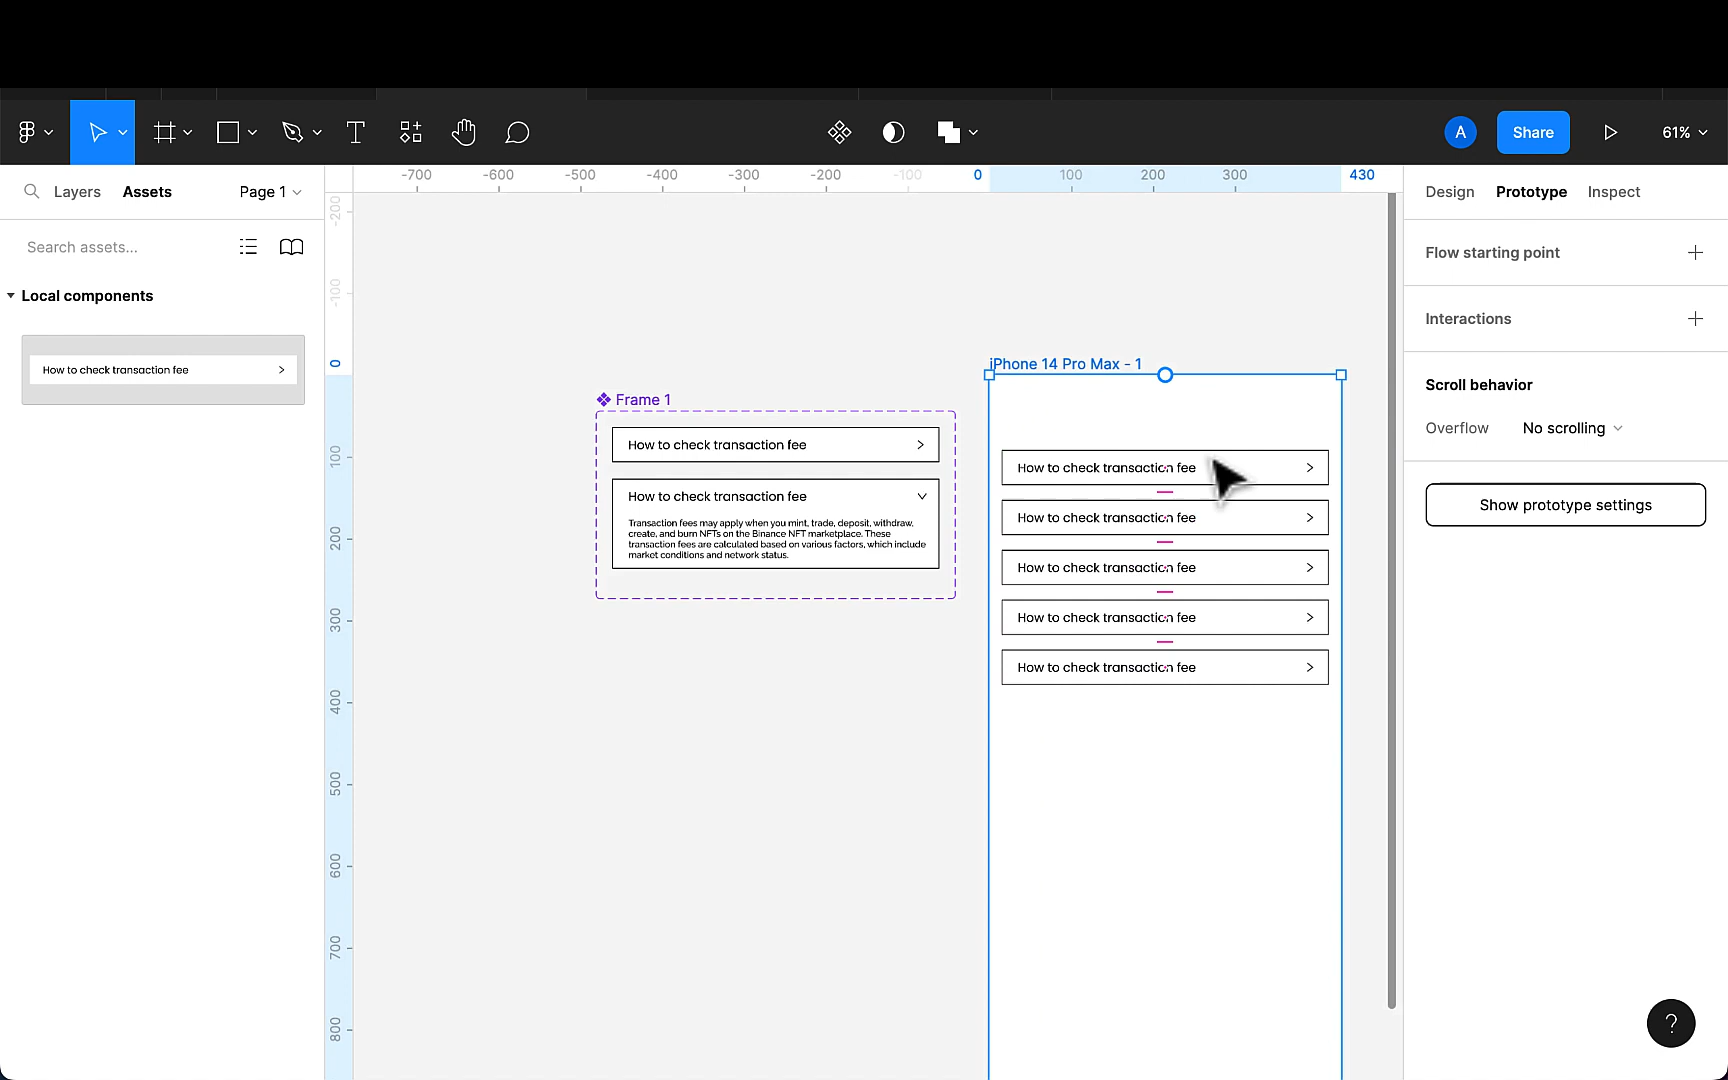 A
Share
61%
Layers
Assets
Page 1
-700
-600
-500
-400
-300
-200
-100
0
100
200
300
430
Design
Prototype
Inspect
Search assets...
Flow starting point
Local components
Interactions
How to check transaction fee
-200
-100
0
100
200
300
400
500
600
700
800
Frame 1
How to check transaction fee
How to check transaction fee
Transaction fees may apply when you mint, trade, deposit, withdraw,
create, and burn NFTs on the Binance NFT marketplace. These
transaction fees are calculated based on various factors, which include
market conditions and network status.
iPhone 14 Pro Max - 1
How to check transaction fee
How to check transaction fee
How to check transaction fee
How to check transaction fee
How to check transaction fee
Scroll behavior
Overflow
No scrolling
Show prototype settings
?